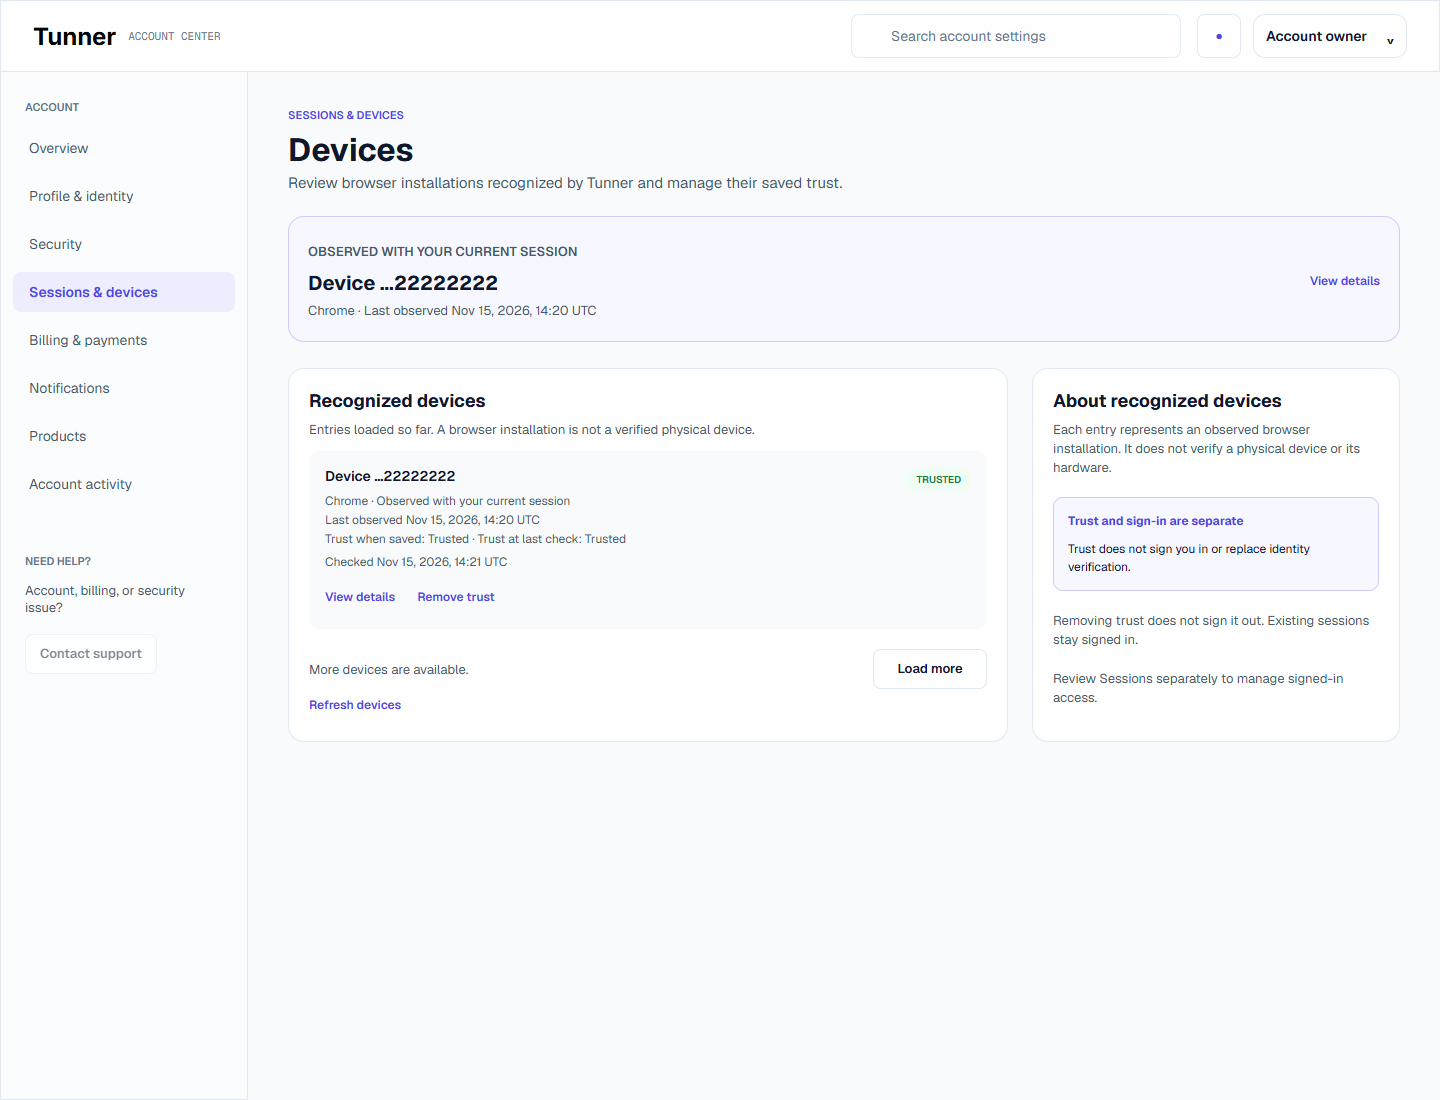 Tunner ACCOUNT CENTER
Search account settings
Account owner
ACCOUNT
Overview
Profile & identity
Security
Sessions & devices
Billing & payments
Notifications
Products
Account activity
NEED HELP?
Account, billing, or security
issue?
Contact support
SESSIONS & DEVICES
Devices
Review browser installations recognized by Tunner and manage their saved trust.
OBSERVED WITH YOUR CURRENT SESSION
Device …22222222
Chrome · Last observed Nov 15, 2026, 14:20 UTC
View details
Recognized devices
Entries loaded so far. A browser installation is not a verified physical device.
Device …22222222
TRUSTED
Chrome · Observed with your current session
Last observed Nov 15, 2026, 14:20 UTC
Trust when saved: Trusted · Trust at last check: Trusted
Checked Nov 15, 2026, 14:21 UTC
View details Remove trust
More devices are available.
Load more
Refresh devices
About recognized devices
Each entry represents an observed browser
installation. It does not verify a physical device or its
hardware.
Trust and sign-in are separate
Trust does not sign you in or replace identity
verification.
Removing trust does not sign it out. Existing sessions
stay signed in.
Review Sessions separately to manage signed-in
access.